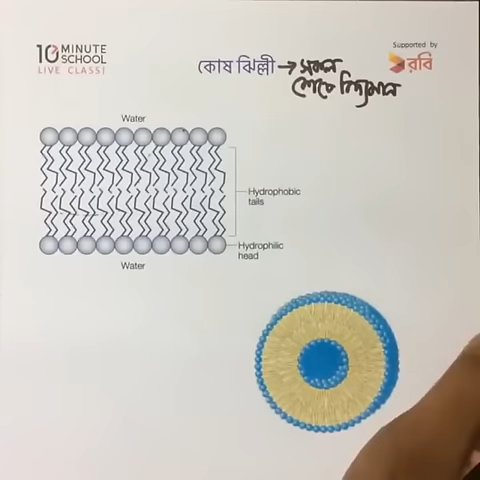 10 MINUTE
SCHOOL
LIVE CLASS!
Supported by
রবি
কোষ ঝিল্লী → সকল
কোষে বিদ্যমান
Water
Hydrophobic
tails
Hydrophilic
head
Water